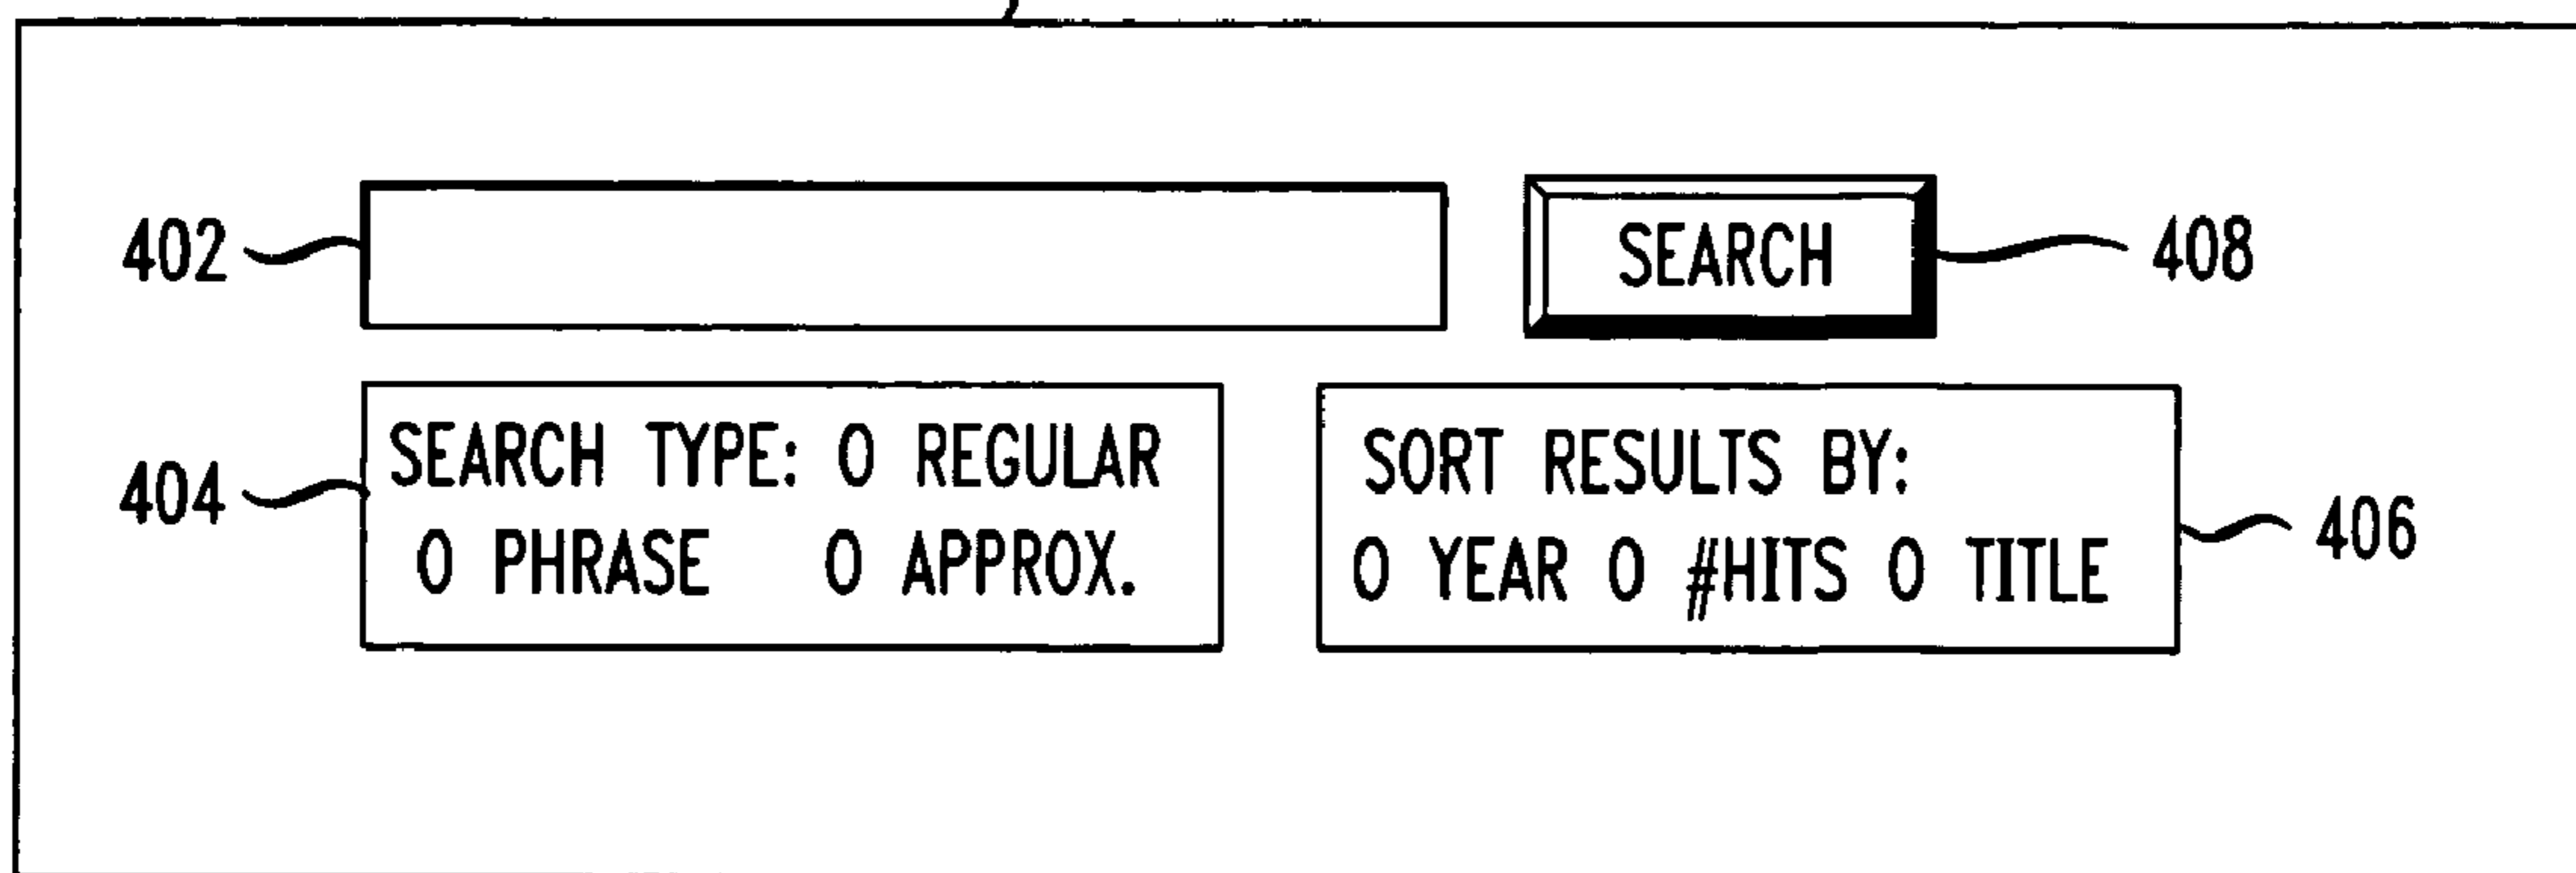 402
SEARCH
408
404
SEARCH TYPE: O REGULAR
O PHRASE O APPROX.
SORT RESULTS BY:
O YEAR O #HITS O TITLE
406